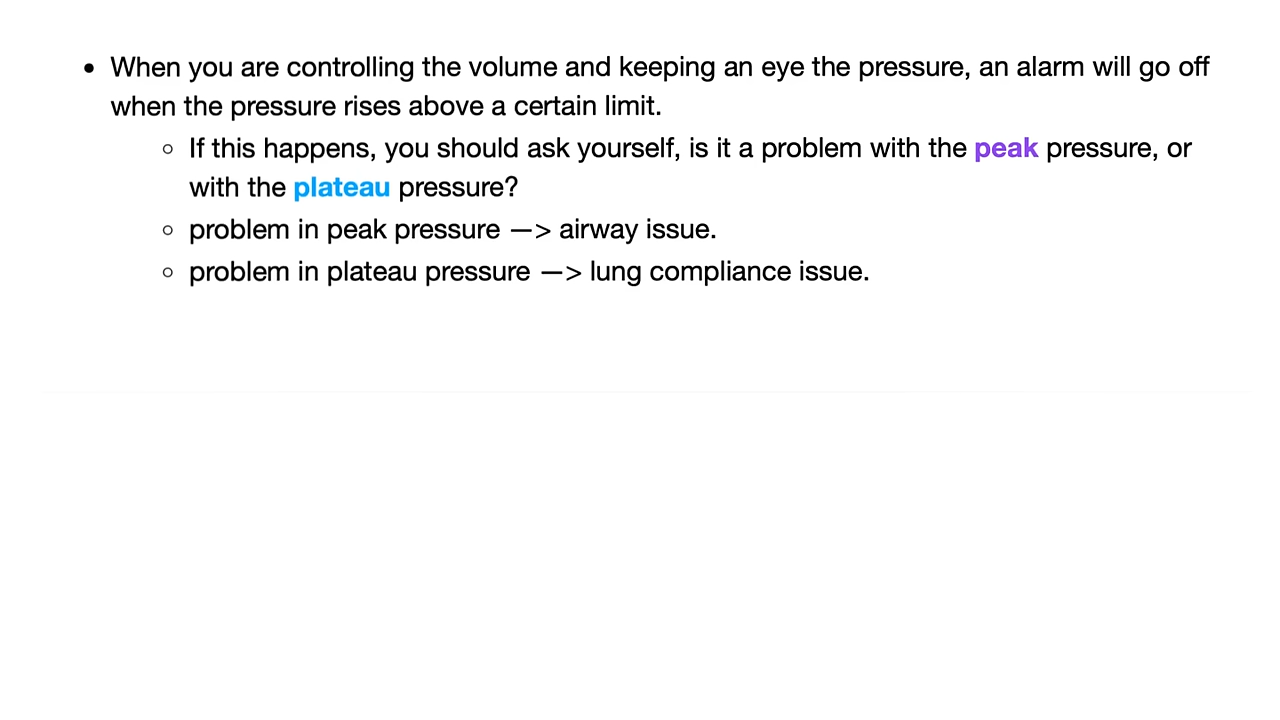 • When you are controlling the volume and keeping an eye the pressure, an alarm will go off
when the pressure rises above a certain limit.
◦ If this happens, you should ask yourself, is it a problem with the peak pressure, or
with the plateau pressure?
◦ problem in peak pressure —> airway issue.
◦ problem in plateau pressure —> lung compliance issue.